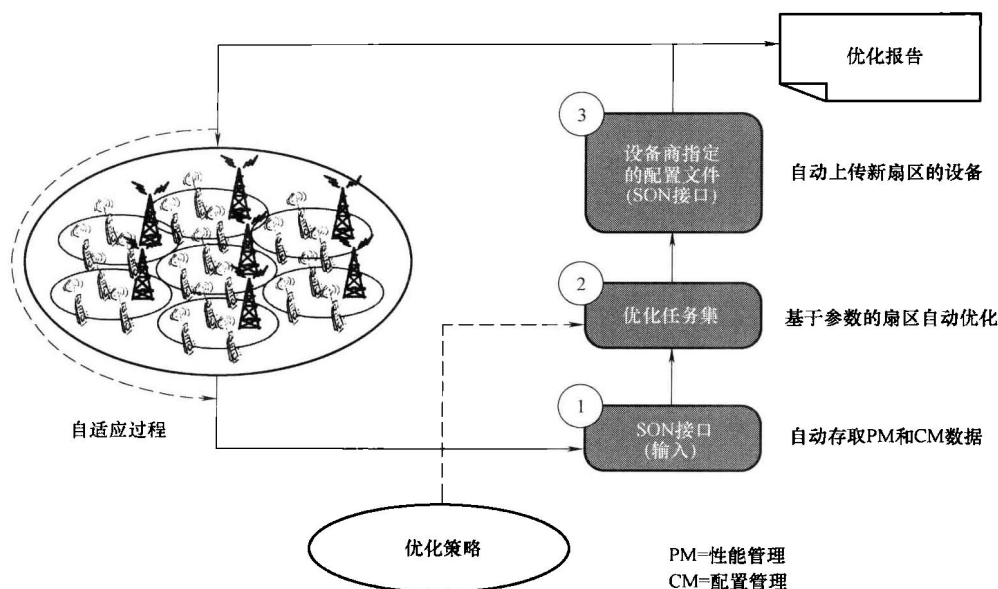 优化报告
3
设备商指定
的配置文件
(SON接口)
自动上传新扇区的设备
2
优化任务集
基于参数的扇区自动优化
1
SON接口
(输入)
自动存取PM和CM数据
自适应过程
优化策略
PM=性能管理
CM=配置管理